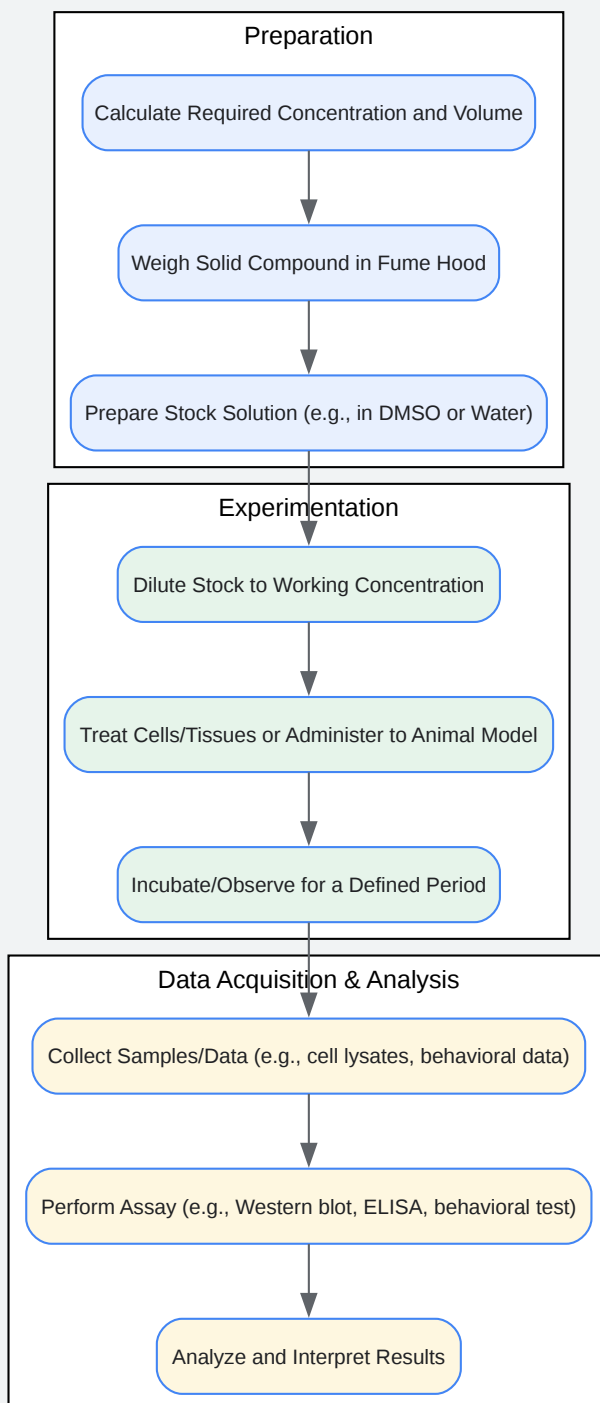 Preparation
Calculate Required Concentration and Volume
Weigh Solid Compound in Fume Hood
Prepare Stock Solution (e.g., in DMSO or Water)
Experimentation
Dilute Stock to Working Concentration
Treat Cells/Tissues or Administer to Animal Model
Incubate/Observe for a Defined Period
Data Acquisition & Analysis
Collect Samples/Data (e.g., cell lysates, behavioral data)
Perform Assay (e.g., Western blot, ELISA, behavioral test)
Analyze and Interpret Results